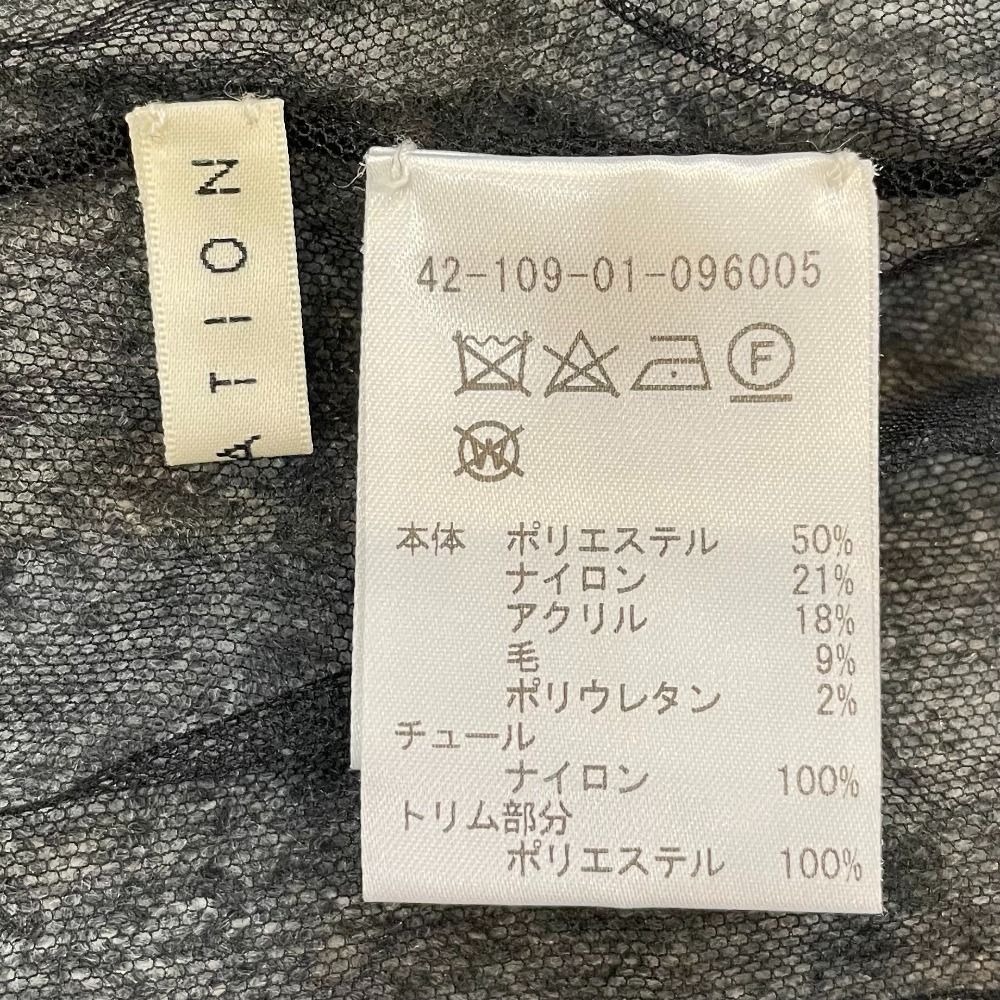 ATION
42-109-01-096005
F
W
本体 ポリエステル 50%
ナイロン 21%
アクリル 18%
毛 9%
ポリウレタン 2%
チュール
ナイロン 100%
トリム部分
ポリエステル 100%